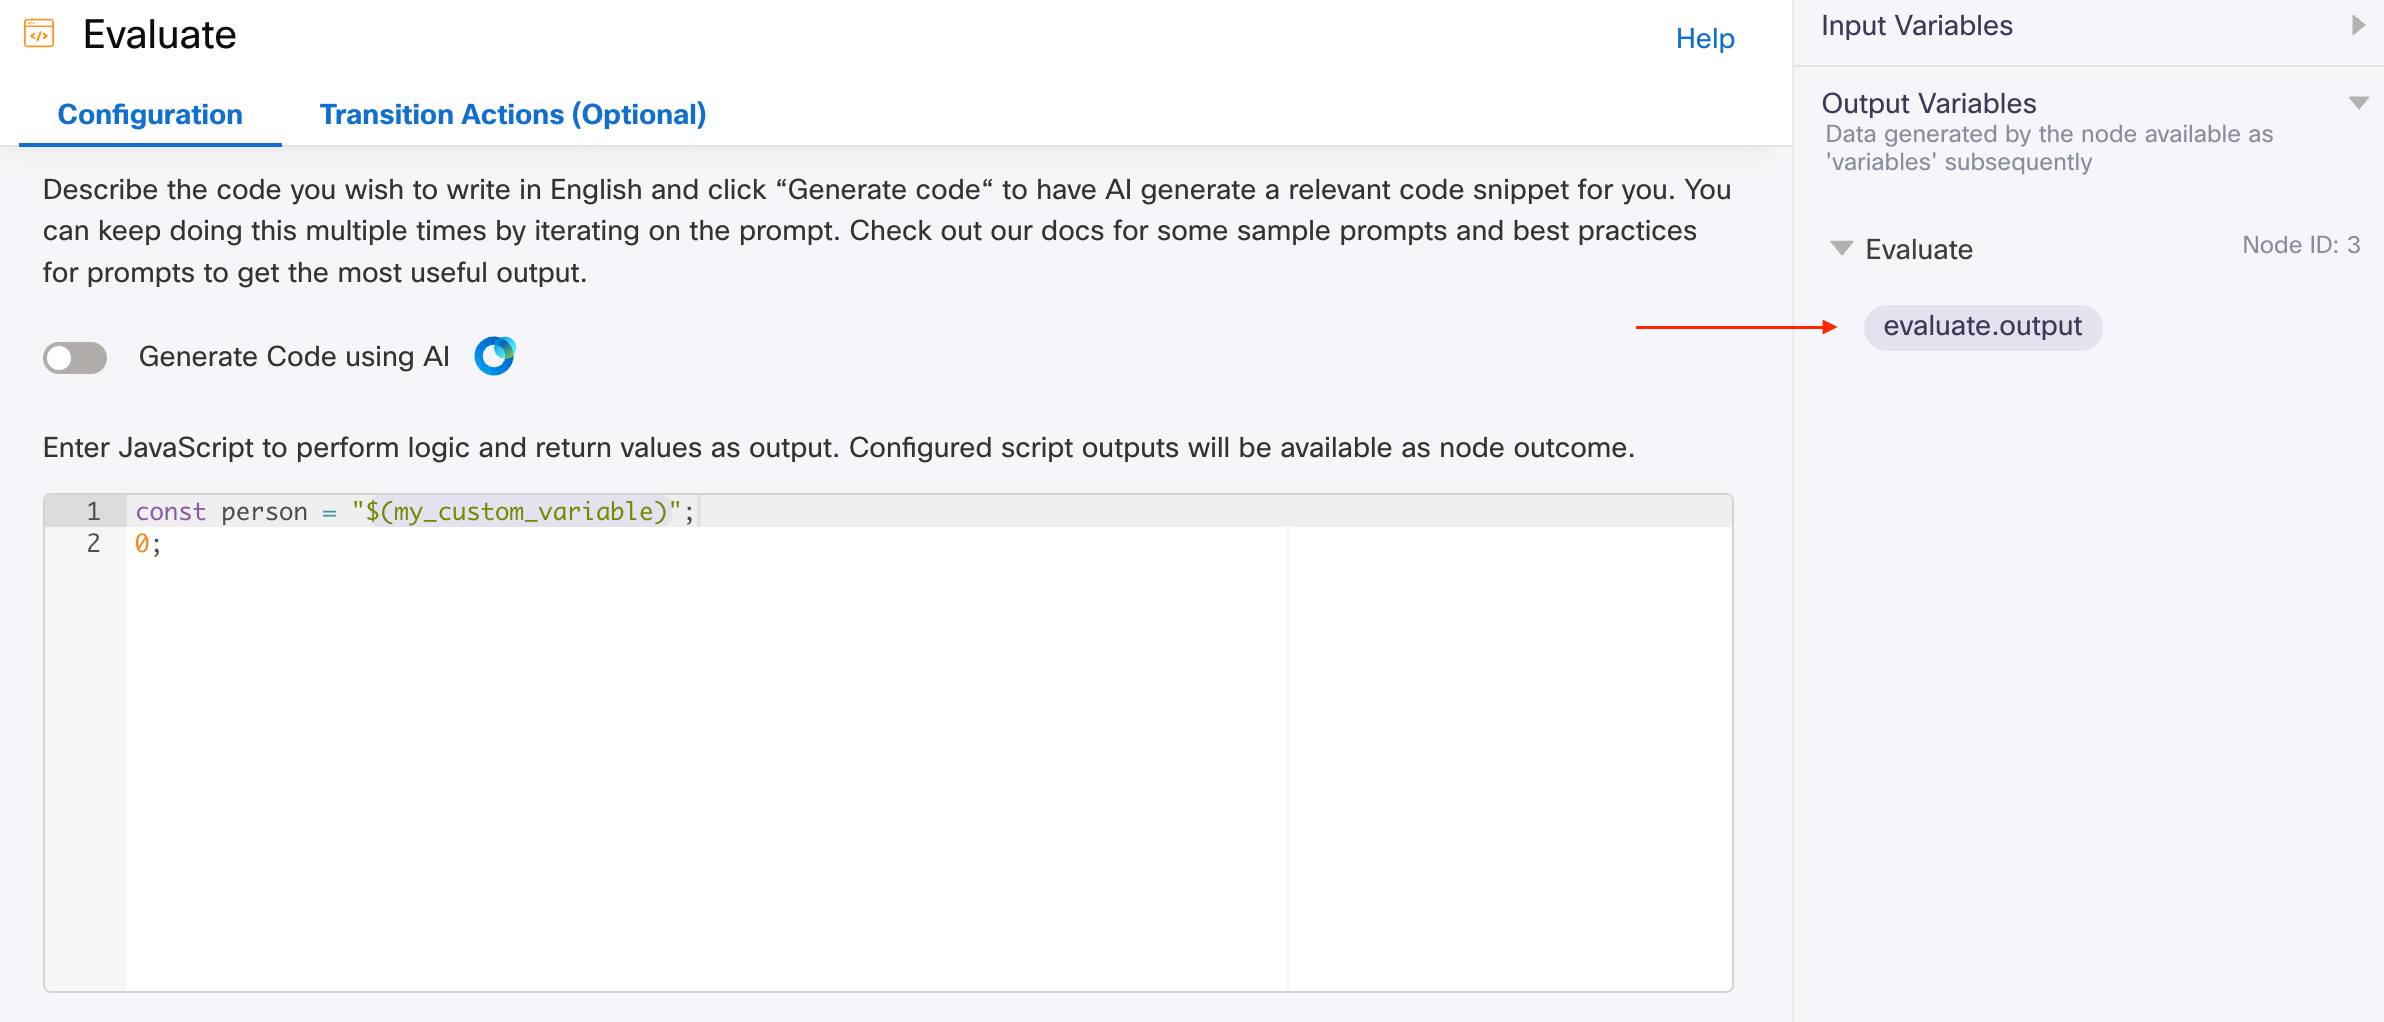 Evaluate
Help
Configuration
Transition Actions (Optional)
Describe the code you wish to write in English and click “Generate code“ to have AI generate a relevant code snippet for you. You
can keep doing this multiple times by iterating on the prompt. Check out our docs for some sample prompts and best practices
for prompts to get the most useful output.
Generate Code using AI
Enter JavaScript to perform logic and return values as output. Configured script outputs will be available as node outcome.
1 const person = "$(my_custom_variable)";
2 0;
Input Variables
Output Variables
Data generated by the node available as
'variables' subsequently
Evaluate
Node ID: 3
evaluate.output